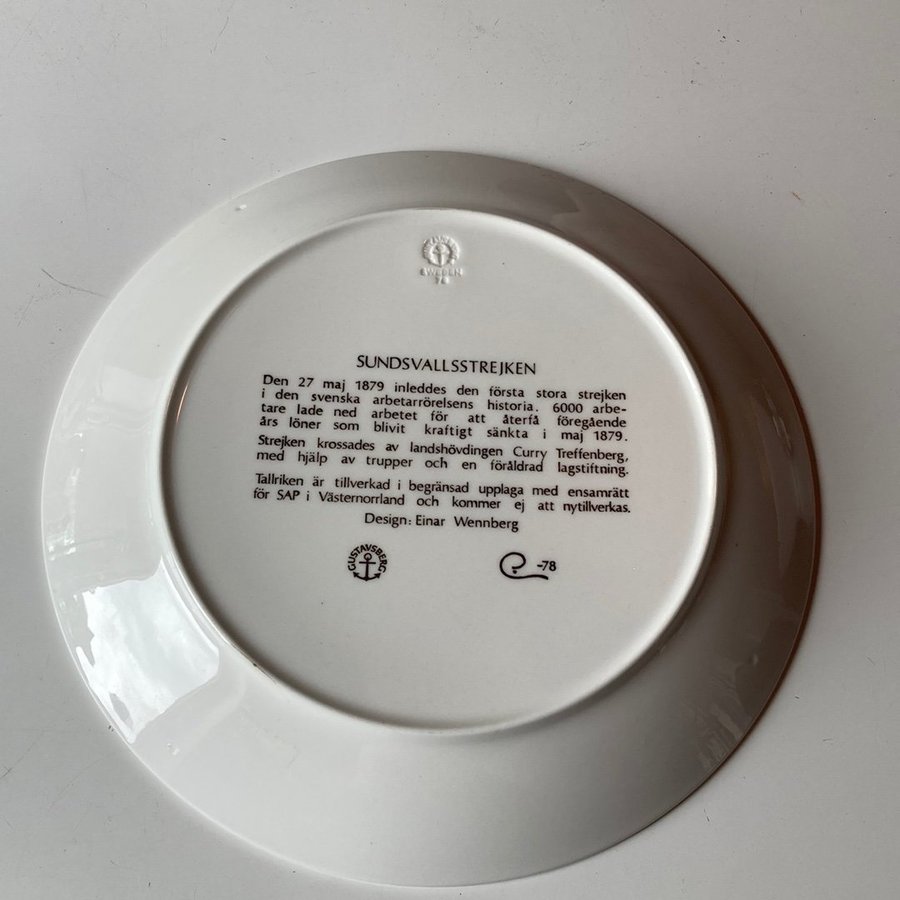 SWEDEN
SUNDSVALLSSTREJKEN
Den 27 maj 1879 inleddes den första stora strejken
i den svenska arbetarrörelsens historia. 6000 arbe-
tare lade ned arbetet för att återfå föregående
års löner som blivit kraftigt sänkta i maj 1879.
Strejken krossades av landshövdingen Curry Treffenberg,
med hjälp av trupper och en föråldrad lagstiftning.
Tallriken är tillverkad i begränsad upplaga med ensamrätt
för SAP i Västernorrland och kommer ej att nytillverkas.
Design: Einar Wennberg
GUSTAVSBERG
-78